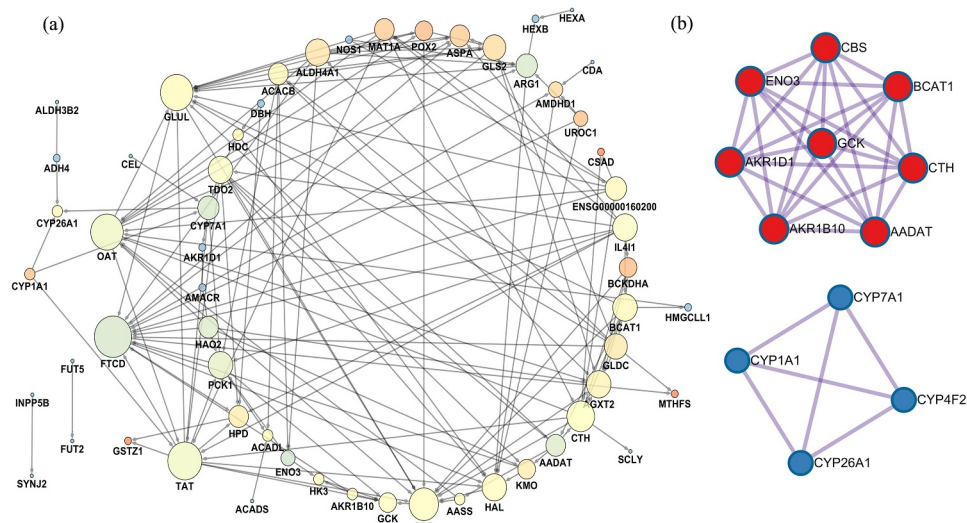 (a)
(b)
HEXA
HEXB
NOS1
MAT1A
POX2
ASPA
GLS2
ALDH4A1
ARG1
CDA
ACACB
AMDHD1
GLUL
DBH
UROC1
ALDH3B2
HDC
CEL
CSAD
ADH4
TDO2
ENSG00000160200
CYP26A1
CYP7A1
IL4I1
OAT
AKR1D1
BCKDHA
CYP1A1
AMACR
BCAT1
HMGCLL1
HAO2
FTCD
GLDC
FUT5
PCK1
GXT2
MTHFS
INPP5B
HPD
CTH
FUT2
GSTZ1
ACADL
AADAT
SCLY
ENO3
TAT
KMO
SYNJ2
HK3
HAL
ACADS
AKR1B10
AASS
GCK
CBS
ENO3
BCAT1
GCK
AKR1D1
CTH
AKR1B10
AADAT
CYP7A1
CYP1A1
CYP4F2
CYP26A1